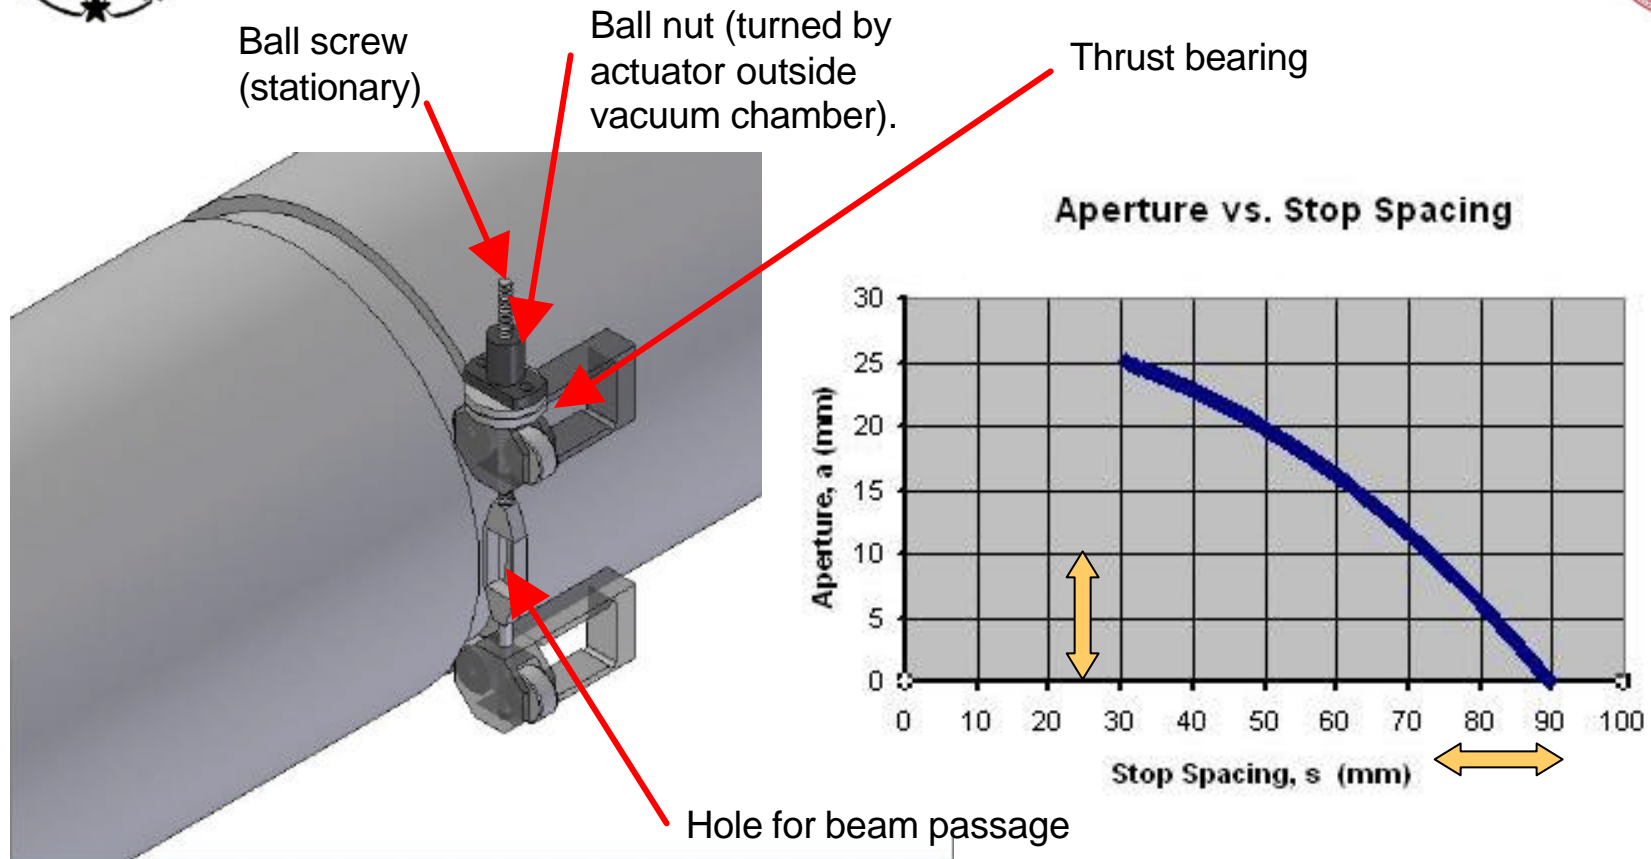 Ball screw
(stationary)
Ball nut (turned by
actuator outside
vacuum chamber).
Thrust bearing
Hole for beam passage
Aperture vs. Stop Spacing
Aperture, a (mm)
30
25
20
15
10
5
0
0 10 20 30 40 50 60 70 80 90 100
Stop Spacing, s (mm)